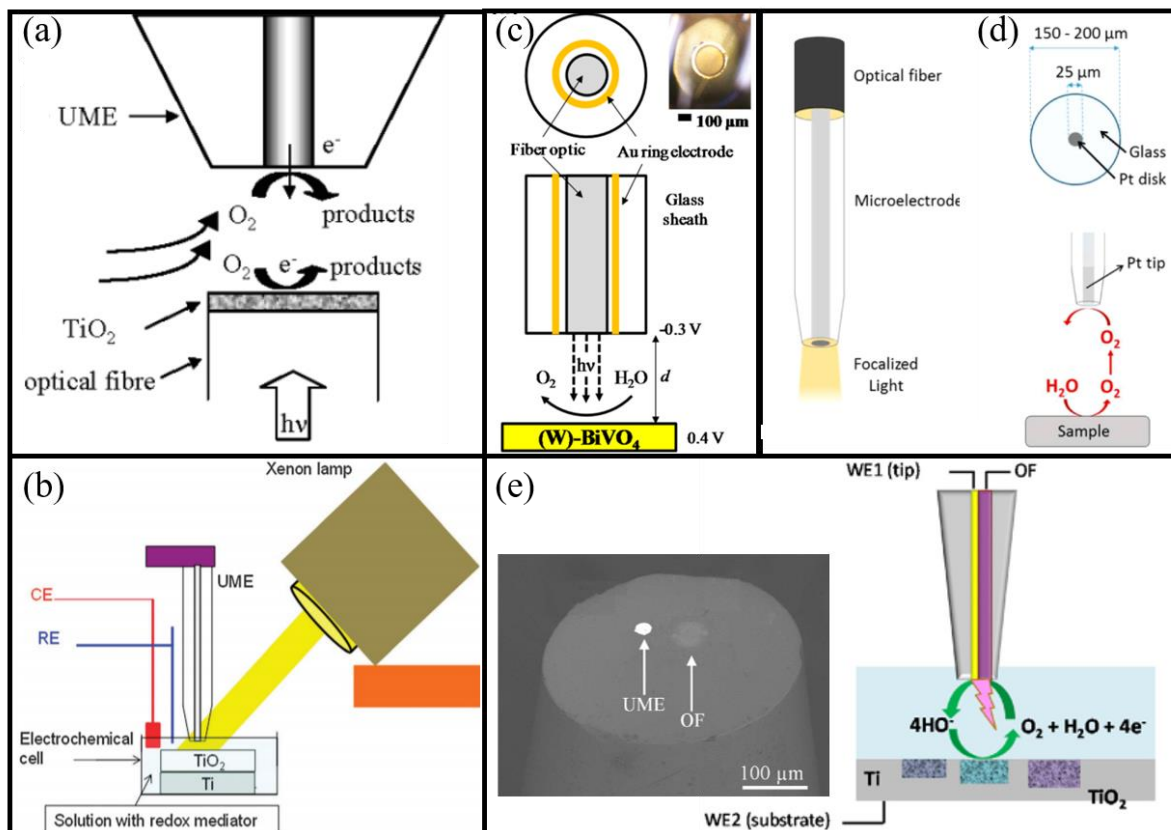 (a)
UME
e-
O2
products
O2
e-
products
TiO2
optical fibre
hν
(c)
100 µm
Fiber optic
Au ring electrode
Glass
sheath
-0.3 V
hν
O2
H2O
d
(W)-BiVO4
0.4 V
(d)
150 - 200 µm
25 µm
Optical fiber
Glass
Pt disk
Microelectrode
Pt tip
O2
H2O
O2
Focalized
Light
Sample
(b)
Xenon lamp
UME
CE
RE
Electrochemical
cell
TiO2
Ti
Solution with redox mediator
(e)
WE1 (tip)
OF
UME
OF
100 µm
4HO-
O2 + H2O + 4e-
Ti
TiO2
WE2 (substrate)